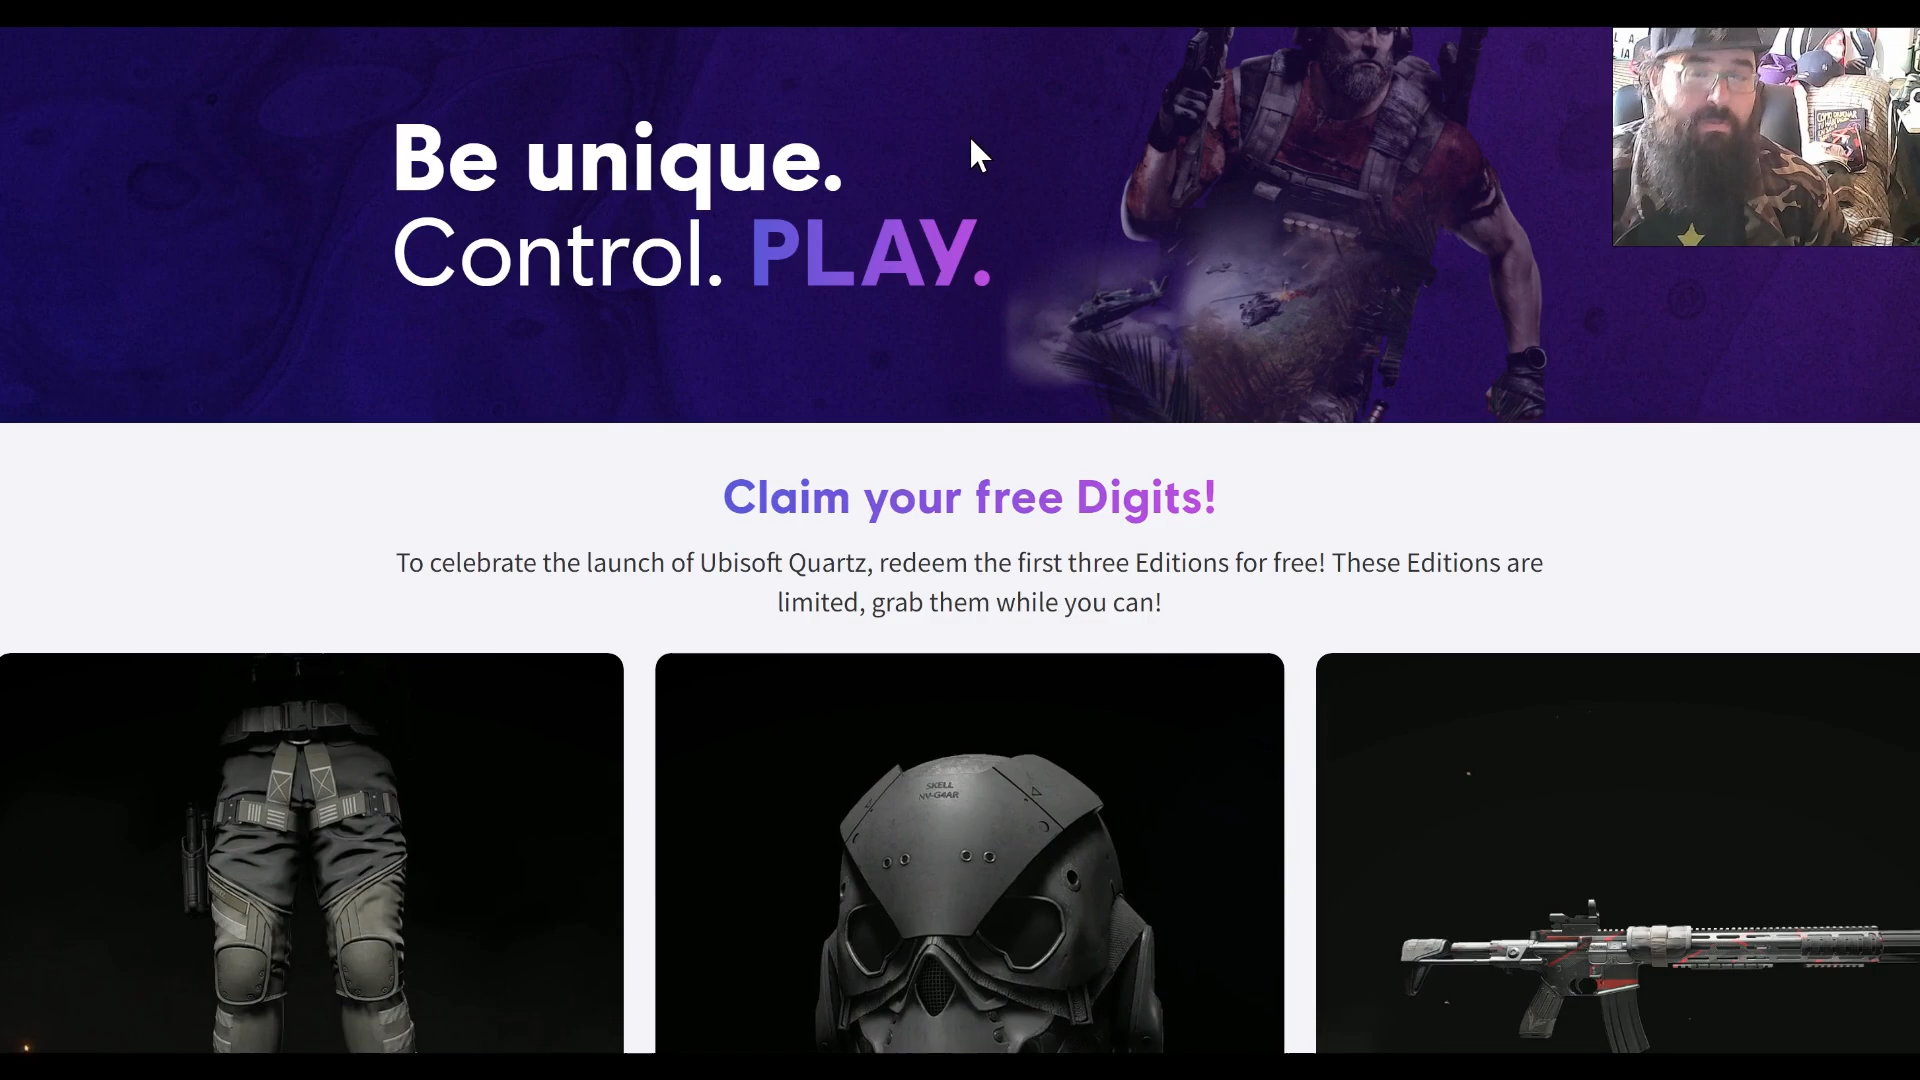 Be unique.
Control. PLAY.
Claim your free Digits!
To celebrate the launch of Ubisoft Quartz, redeem the first three Editions for free! These Editions are
limited, grab them while you can!
SKELL